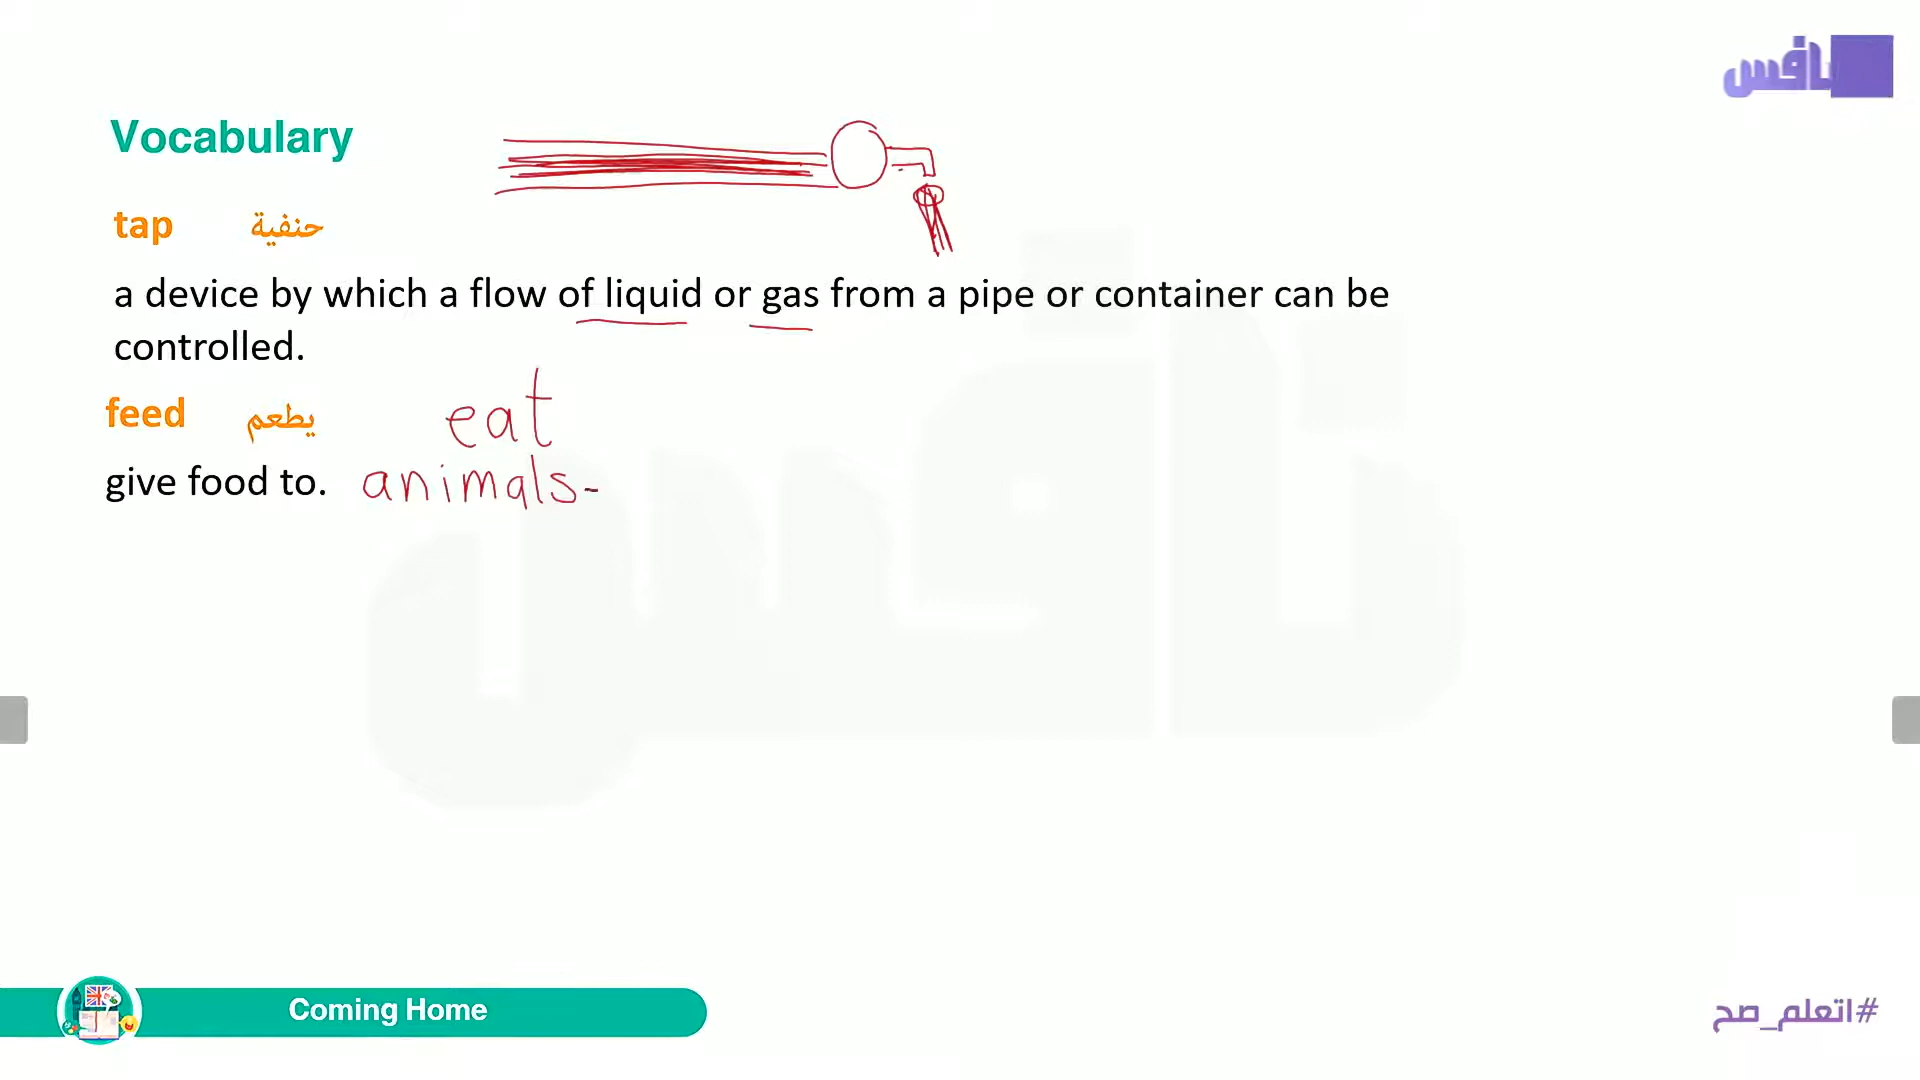 نافس
Vocabulary
tap حنفية
a device by which a flow of liquid or gas from a pipe or container can be
controlled.
feed يطعم eat
give food to. animals-
Coming Home
#اتعلم_صح